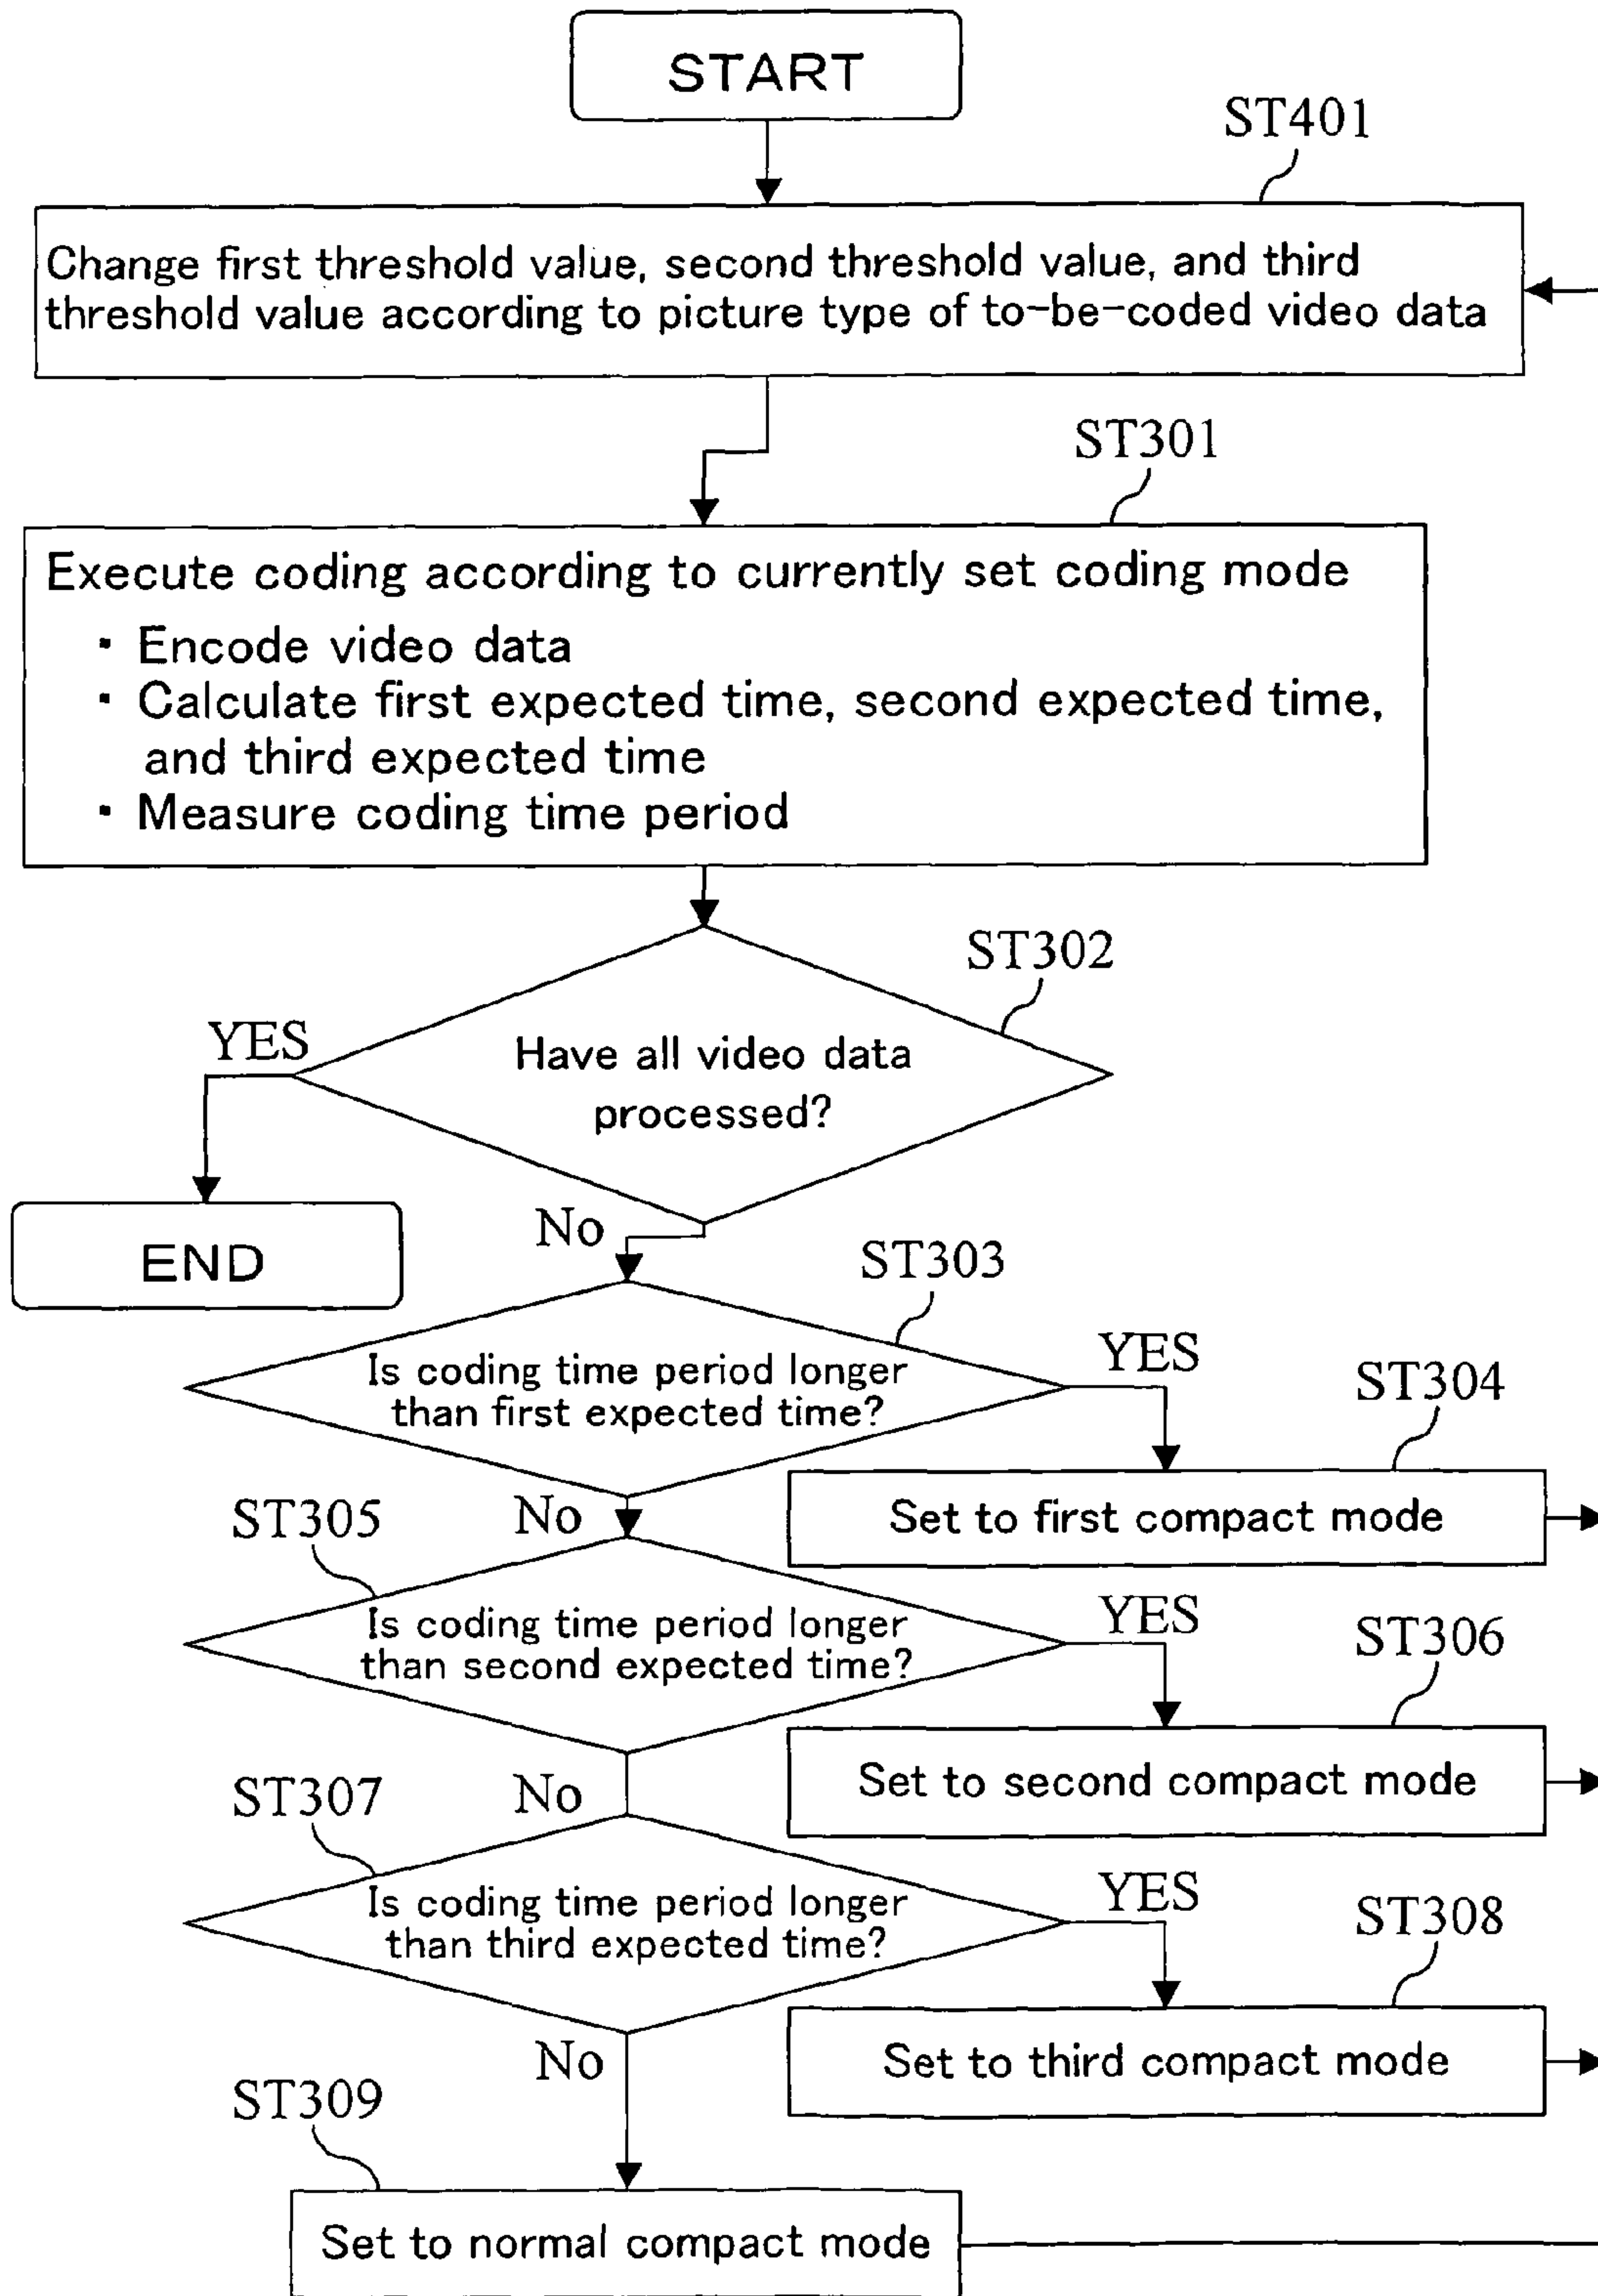 START
ST401
Change first threshold value, second threshold value, and third
threshold value according to picture type of to-be-coded video data
ST301
Execute coding according to currently set coding mode
・ Encode video data
・ Calculate first expected time, second expected time,
and third expected time
・ Measure coding time period
ST302
YES
Have all video data
processed?
No
END
ST303
Is coding time period longer
than first expected time?
YES
ST304
Set to first compact mode
No
ST305
Is coding time period longer
than second expected time?
YES
ST306
Set to second compact mode
No
ST307
Is coding time period longer
than third expected time?
YES
ST308
Set to third compact mode
No
ST309
Set to normal compact mode